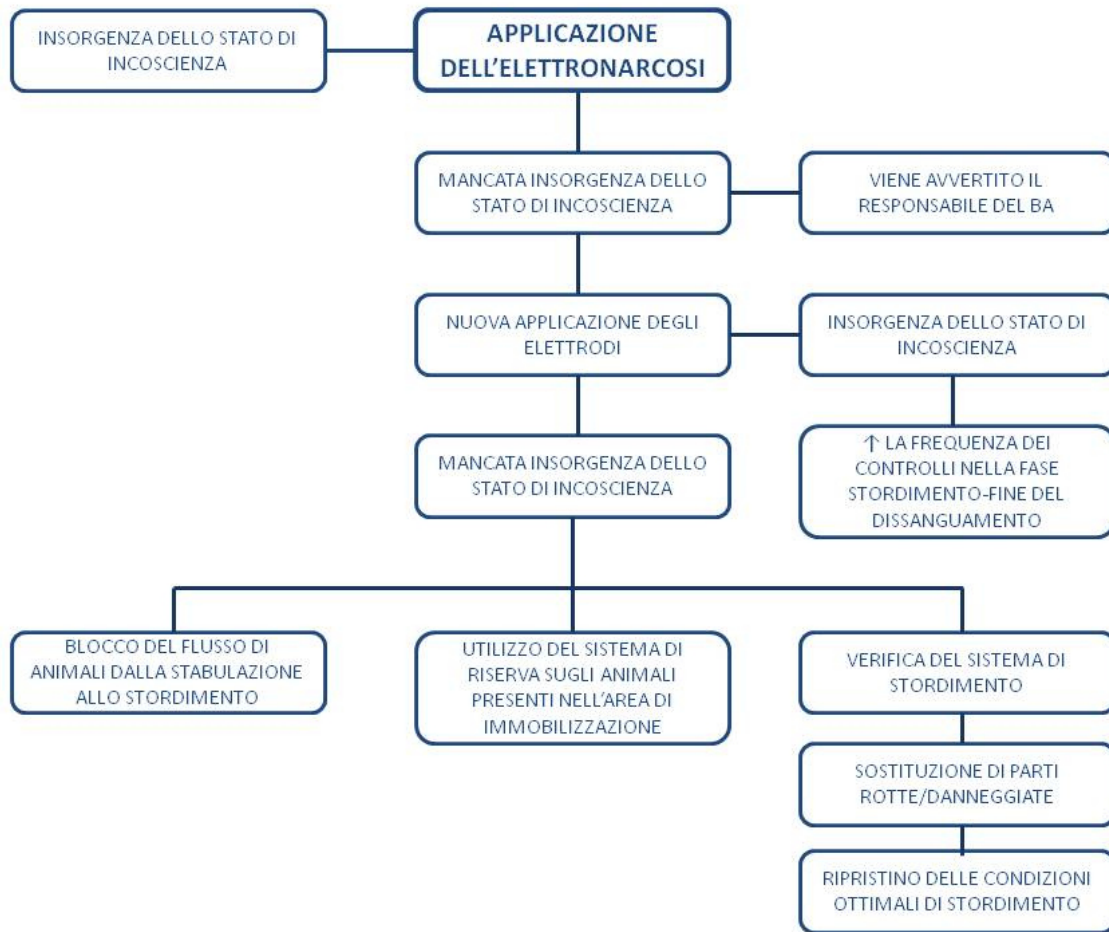 INSORGENZA DELLO STATO DI
INCOSCIENZA
APPLICAZIONE
DELL'ELETTRONARCOSI
MANCATA INSORGENZA DELLO
STATO DI INCOSCIENZA
VIENE AVVERTITO IL
RESPONSABILE DEL BA
NUOVA APPLICAZIONE DEGLI
ELETTRODI
INSORGENZA DELLO STATO DI
INCOSCIENZA
MANCATA INSORGENZA DELLO
STATO DI INCOSCIENZA
↑ LA FREQUENZA DEI
CONTROLLI NELLA FASE
STORDIMENTO-FINE DEL
DISSANGUAMENTO
BLOCCO DEL FLUSSO DI
ANIMALI DALLA STABULAZIONE
ALLO STORDIMENTO
UTILIZZO DEL SISTEMA DI
RISERVA SUGLI ANIMALI
PRESENTI NELL'AREA DI
IMMOBILIZZAZIONE
VERIFICA DEL SISTEMA DI
STORDIMENTO
SOSTITUZIONE DI PARTI
ROTTE/DANNEGGIATE
RIPRISTINO DELLE CONDIZIONI
OTTIMALI DI STORDIMENTO